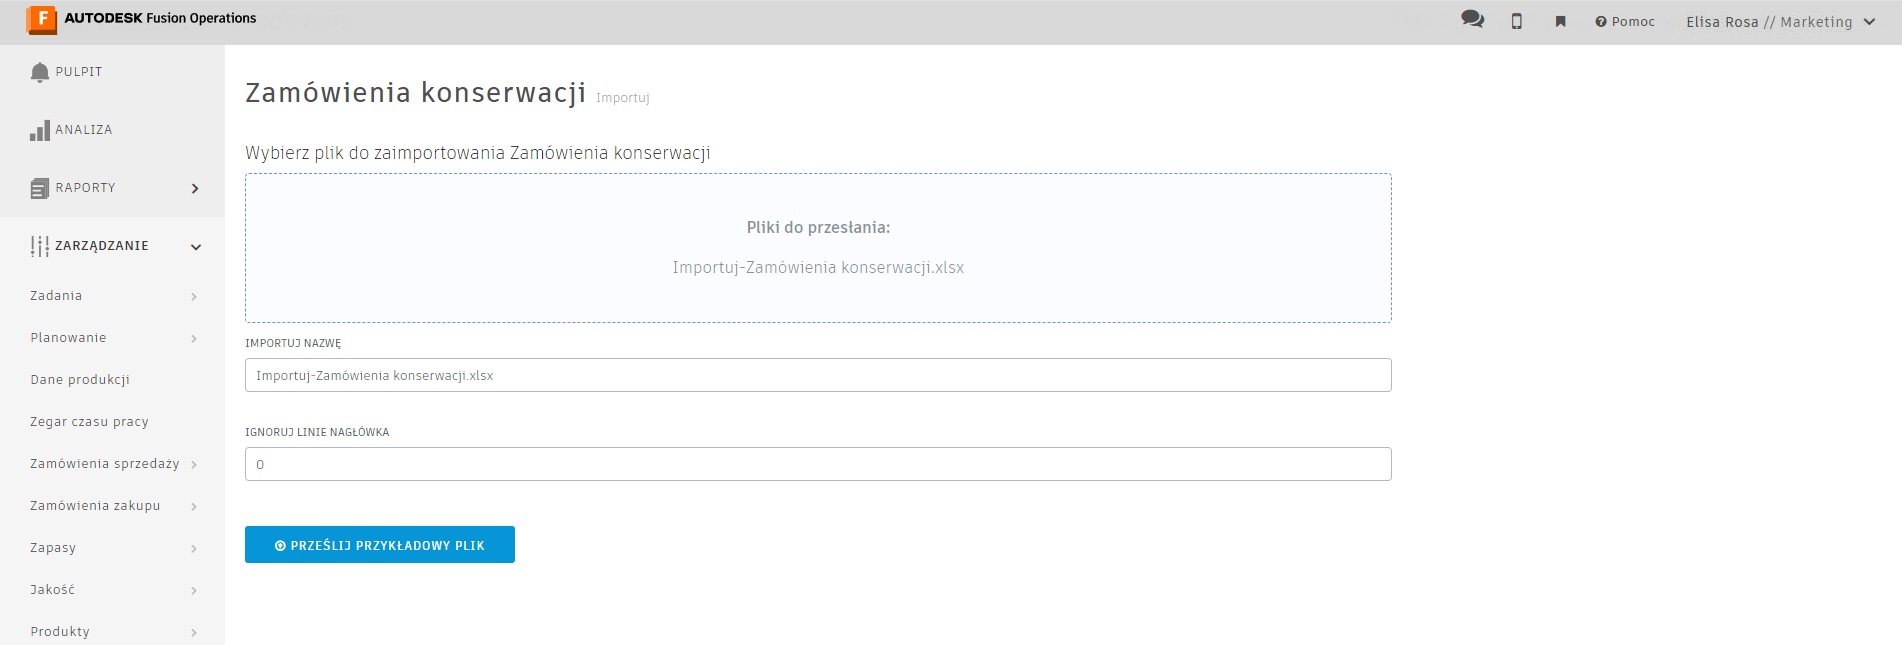 AUTODESK Fusion Operations
Pomoc
Elisa Rosa // Marketing
PULPIT
ANALIZA
RAPORTY
ZARZĄDZANIE
Zadania
Planowanie
Dane produkcji
Zegar czasu pracy
Zamówienia sprzedaży
Zamówienia zakupu
Zapasy
Jakość
Produkty
Zamówienia konserwacji Importuj
Wybierz plik do zaimportowania Zamówienia konserwacji
Pliki do przesłania:
Importuj-Zamówienia konserwacji.xlsx
IMPORTUJ NAZWĘ
Importuj-Zamówienia konserwacji.xlsx
IGNORUJ LINIE NAGŁÓWKA
0
PRZEŚLIJ PRZYKŁADOWY PLIK